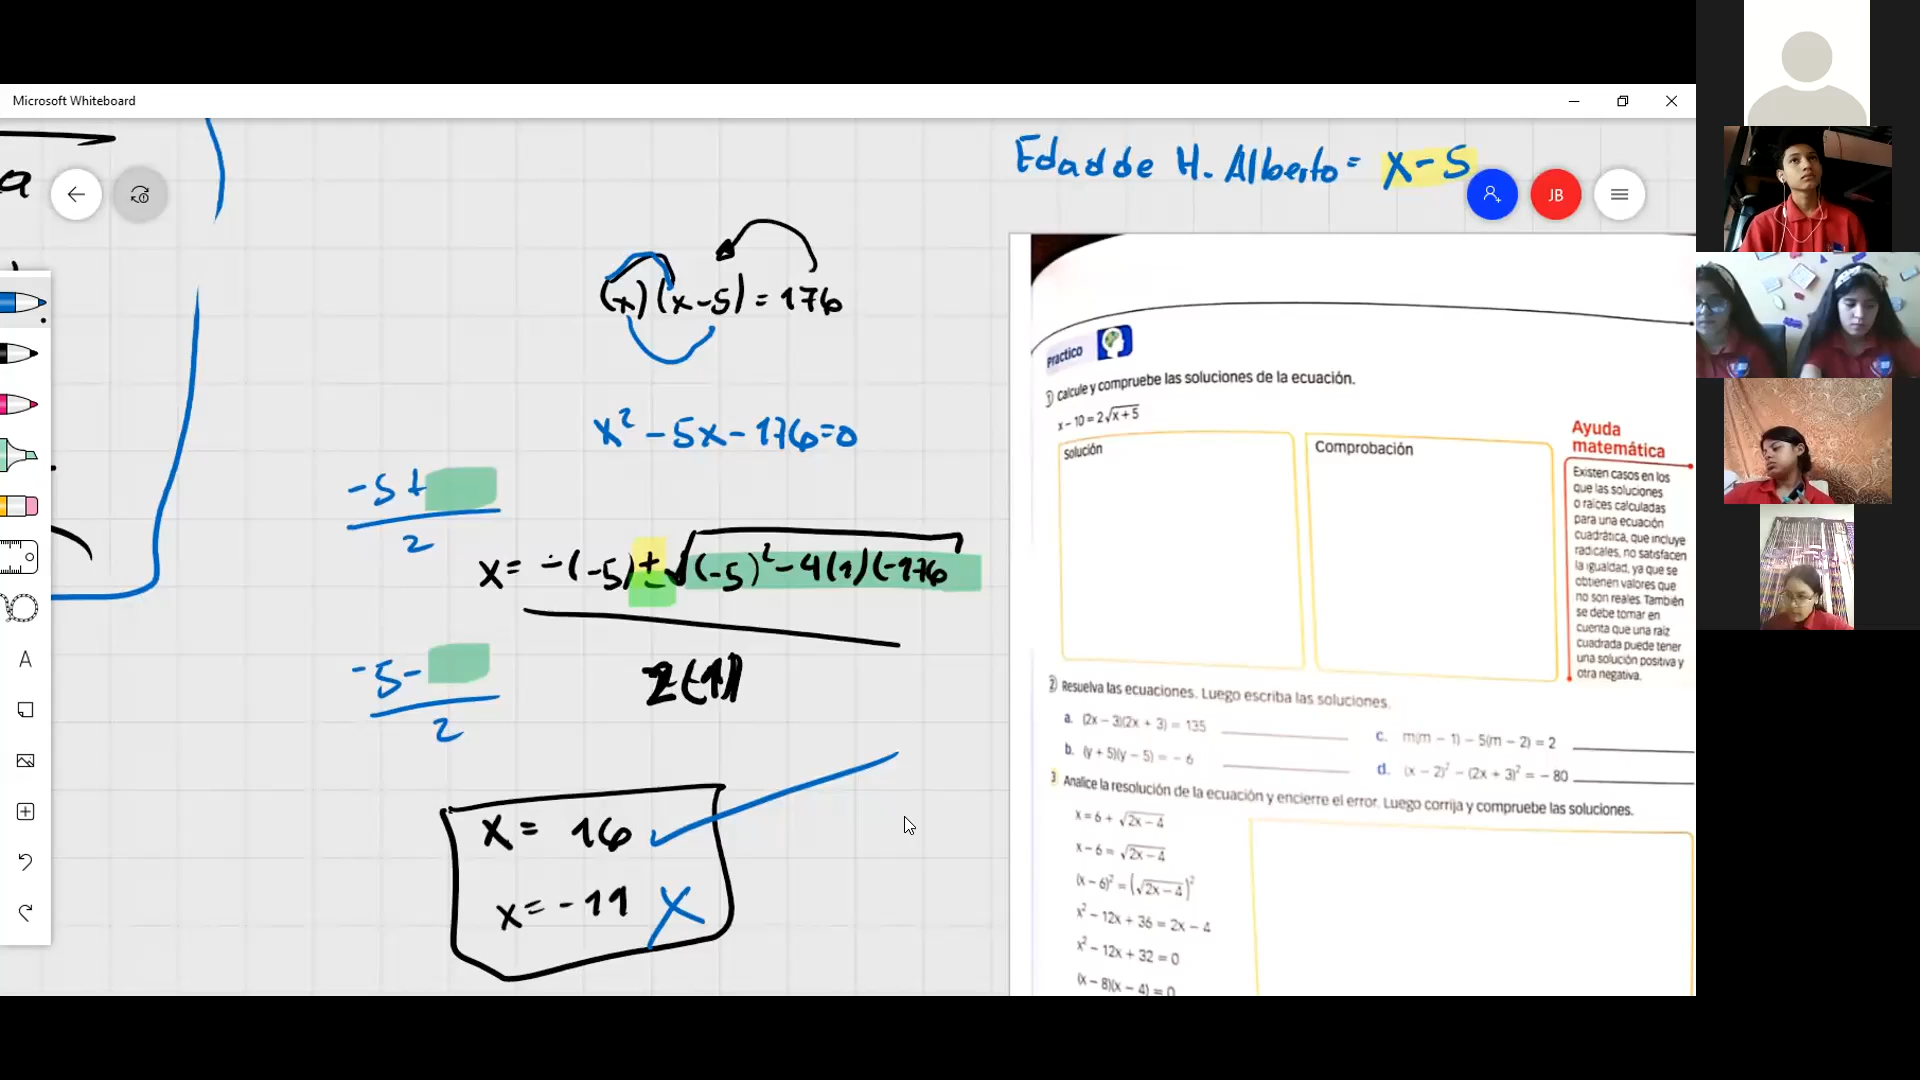 Microsoft Whiteboard
a
Edad de H. Alberto = x-5
JB
(x)(x-5) = 176
x² - 5x - 176=0
-5+
2
x= -(-5) ± √(-5)² - 4(1)(-176
2(1)
-5-
2
x= 16 ✓
x= -11 X
A
Practico
1 Calcule y compruebe las soluciones de la ecuación.
x - 10 = 2√x + 5
Solución
Comprobación
Ayuda
matemática
Existen casos en los
que las soluciones
o raíces calculadas
para una ecuación
cuadrática, que incluye
radicales, no satisfacen
la igualdad, ya que se
obtienen valores que
no son reales. También
se debe tomar en
cuenta que una raíz
cuadrada puede tener
una solución positiva y
otra negativa.
2 Resuelva las ecuaciones. Luego escriba las soluciones.
a. (2x - 3)(2x + 3) = 135
c. m(m - 1) - 5(m - 2) = 2
b. (y + 5)(y - 5) = - 6
d. (x - 2)² - (2x + 3)² = - 80
3 Analice la resolución de la ecuación y encierre el error. Luego corrija y compruebe las soluciones.
x = 6 + √2x - 4
x - 6 = √2x - 4
(x - 6)² = (√2x - 4)²
x² - 12x + 36 = 2x - 4
x² - 12x + 32 = 0
(x - 8)(x - 4) = 0